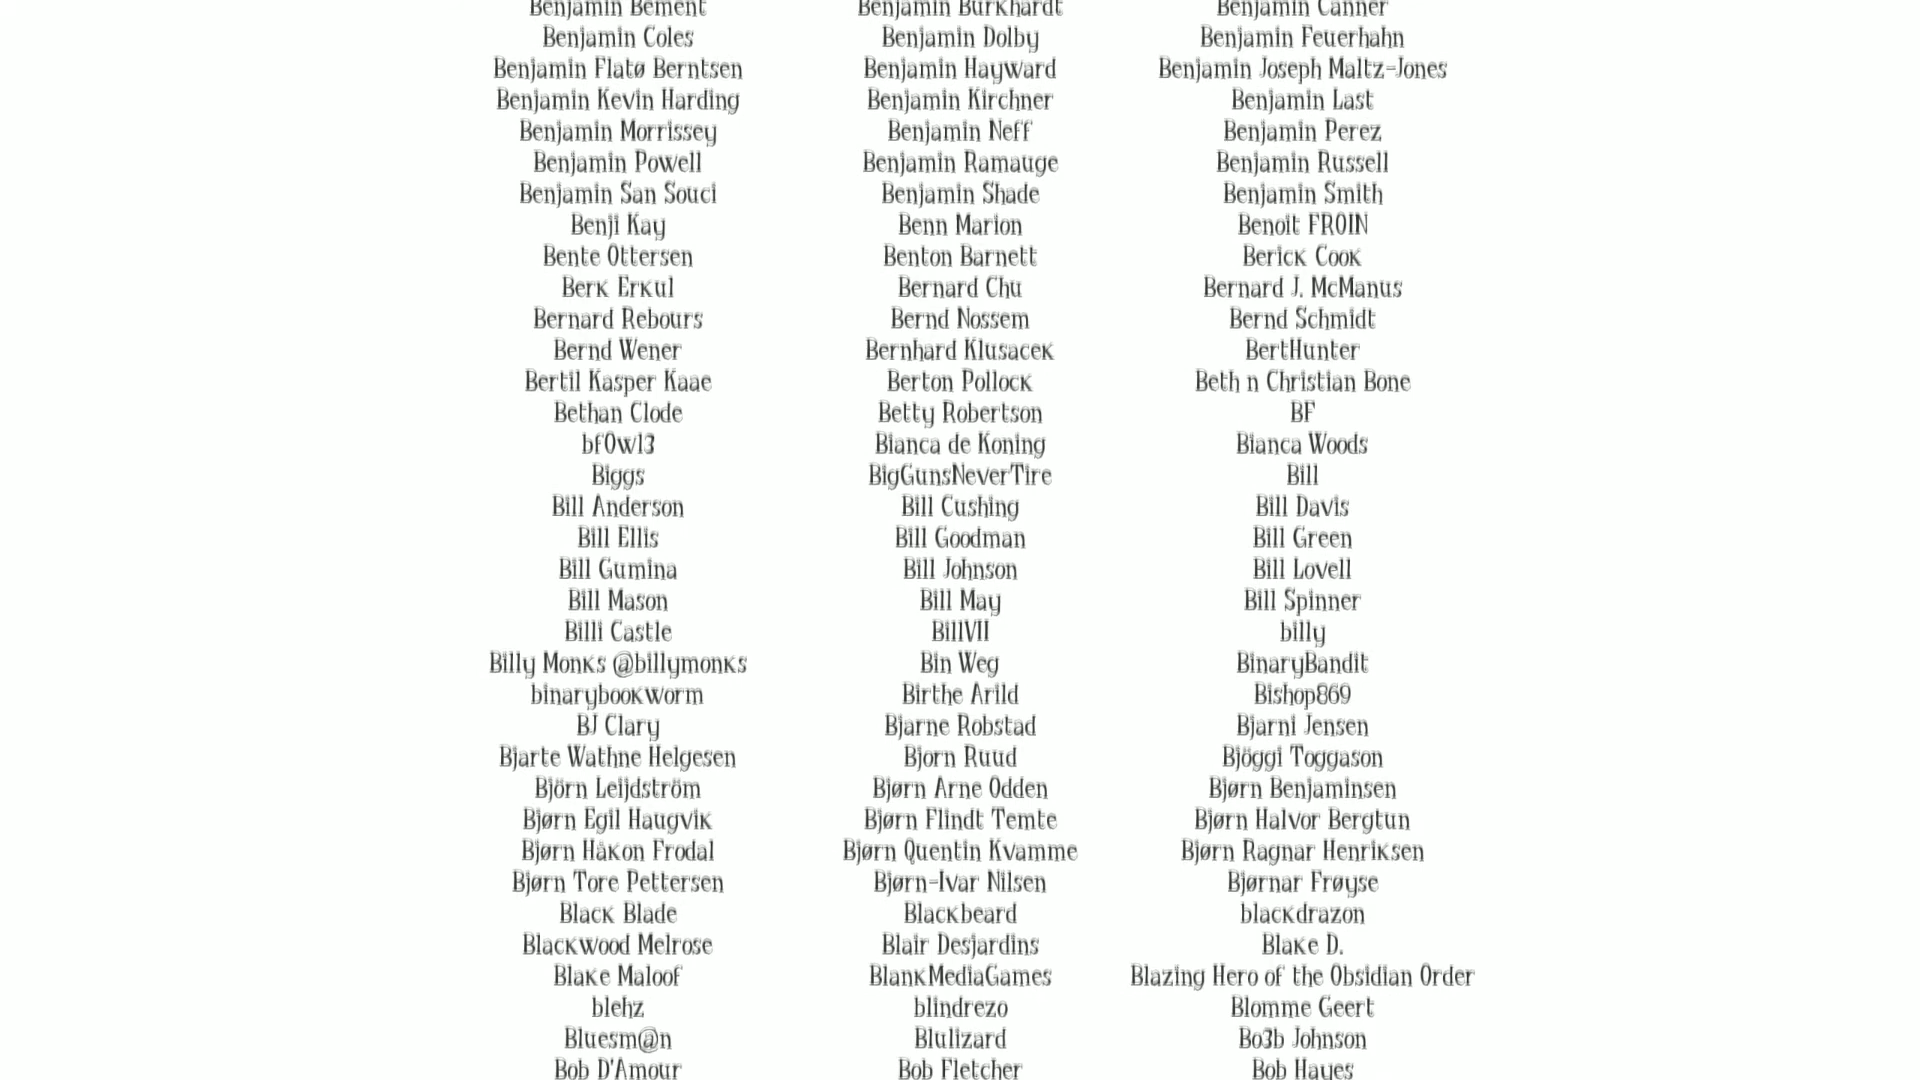 Benjamin Bement Benjamin Burkhardt Benjamin Canner
Benjamin Coles Benjamin Dolby Benjamin Feuerhahn
Benjamin Flatø Berntsen Benjamin Hayward Benjamin Joseph Maltz-Jones
Benjamin Kevin Harding Benjamin Kirchner Benjamin Last
Benjamin Morrissey Benjamin Neff Benjamin Perez
Benjamin Powell Benjamin Ramauge Benjamin Russell
Benjamin San Souci Benjamin Shade Benjamin Smith
Benji Kay Benn Marion Benoit FROIN
Bente Ottersen Benton Barnett Berick Cook
Berk Erkul Bernard Chu Bernard J. McManus
Bernard Rebours Bernd Nossem Bernd Schmidt
Bernd Wener Bernhard Klusacek BertHunter
Bertil Kasper Kaae Berton Pollock Beth n Christian Bone
Bethan Clode Betty Robertson BF
bf0wl3 Bianca de Koning Bianca Woods
Biggs BigGunsNeverTire Bill
Bill Anderson Bill Cushing Bill Davis
Bill Ellis Bill Goodman Bill Green
Bill Gumina Bill Johnson Bill Lovell
Bill Mason Bill May Bill Spinner
Billi Castle BillVII billy
Billy Monks @billymonks Bin Weg BinaryBandit
binarybookworm Birthe Arild Bishop869
BJ Clary Bjarne Robstad Bjarni Jensen
Bjarte Wathne Helgesen Bjorn Ruud Bjöggi Toggason
Björn Leijdström Bjørn Arne Odden Bjørn Benjaminsen
Bjørn Egil Haugvik Bjørn Flindt Temte Bjørn Halvor Bergtun
Bjørn Håkon Frodal Bjørn Quentin Kvamme Bjørn Ragnar Henriksen
Bjørn Tore Pettersen Bjørn-Ivar Nilsen Bjørnar Frøyse
Black Blade Blackbeard blackdrazon
Blackwood Melrose Blair Desjardins Blake D.
Blake Maloof BlankMediaGames Blazing Hero of the Obsidian Order
blehz blindrezo Blomme Geert
Bluesm@n Blulizard Bo3b Johnson
Bob D'Amour Bob Fletcher Bob Hayes